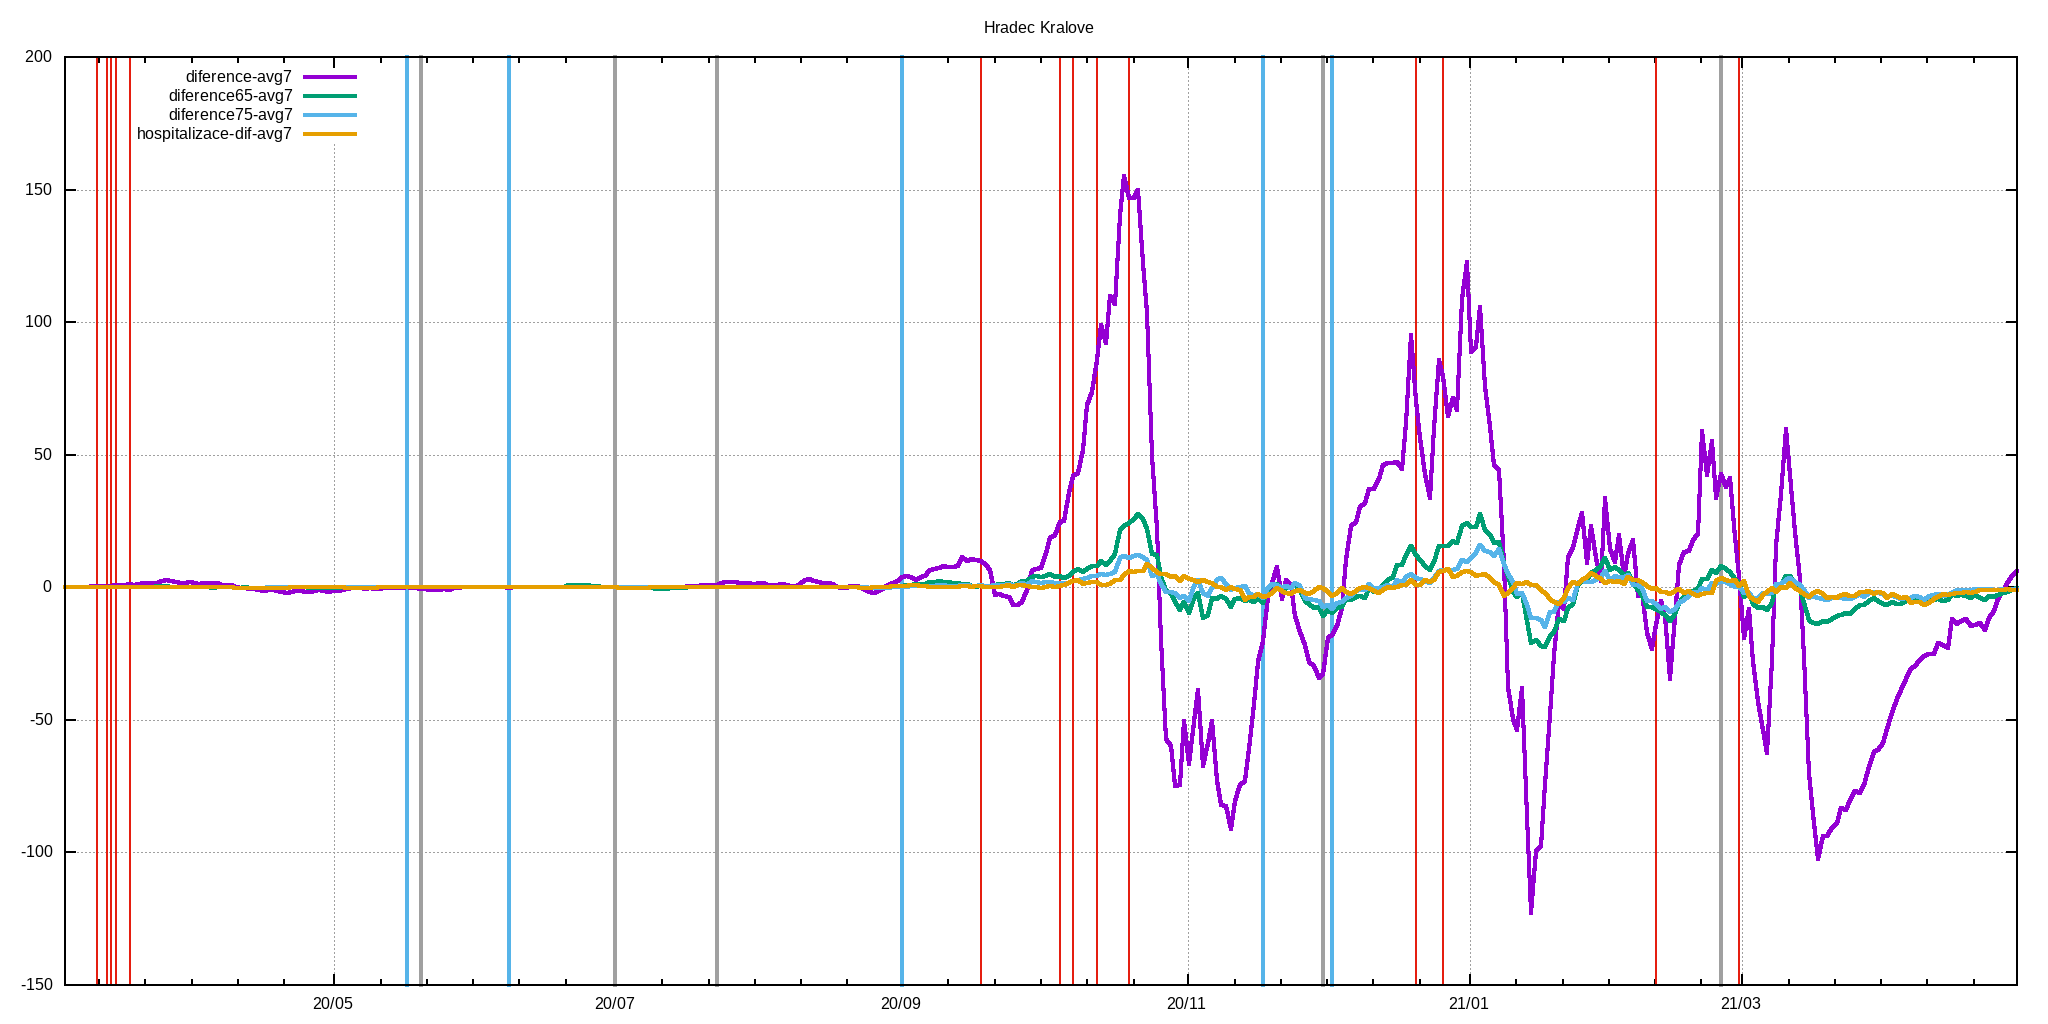 Hradec Kralove
200
150
100
50
0
-50
-100
-150
diference-avg7
diference65-avg7
diference75-avg7
hospitalizace-dif-avg7
20/05
20/07
20/09
20/11
21/01
21/03